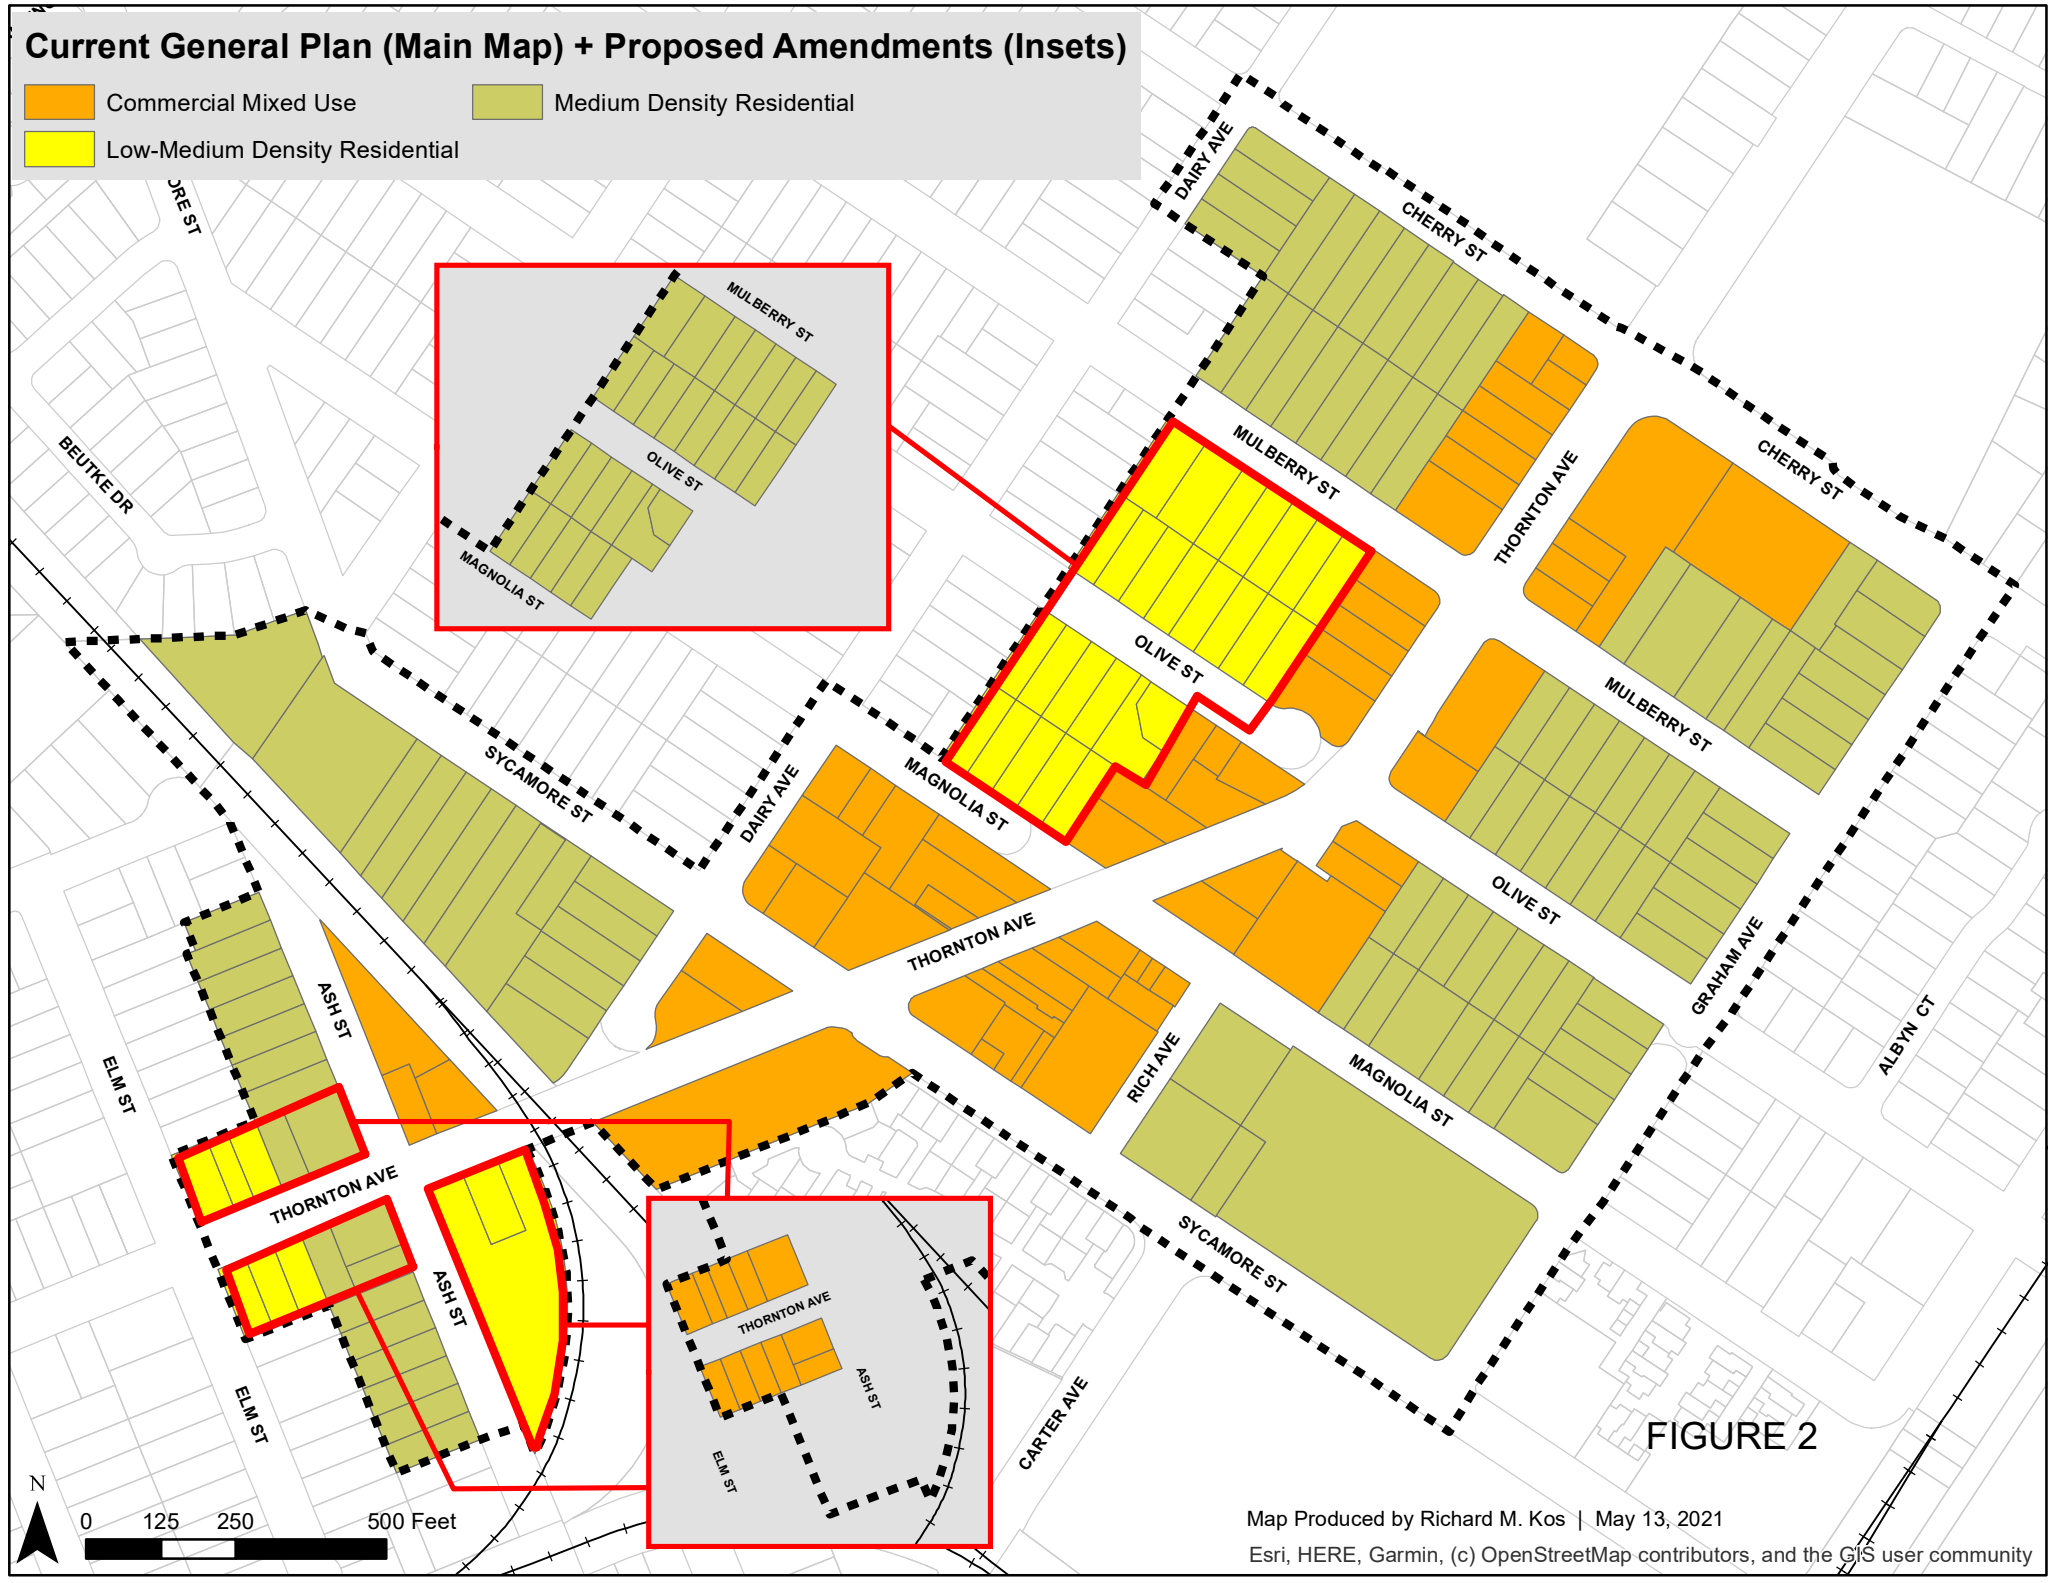 Current General Plan (Main Map) + Proposed Amendments (Insets)
Commercial Mixed Use
Medium Density Residential
Low-Medium Density Residential
DAIRY AVE
CHERRY ST
MULBERRY ST
OLIVE ST
MAGNOLIA ST
BEUTKE DR
MULBERRY ST
THORNTON AVE
CHERRY ST
OLIVE ST
MULBERRY ST
SYCAMORE ST
DAIRY AVE
MAGNOLIA ST
OLIVE ST
THORNTON AVE
GRAHAM AVE
ASH ST
ELM ST
RICH AVE
MAGNOLIA ST
ALBYN CT
THORNTON AVE
SYCAMORE ST
ASH ST
THORNTON AVE
ASH ST
ELM ST
ELM ST
CARTER AVE
FIGURE 2
N
0 125 250 500 Feet
Map Produced by Richard M. Kos | May 13, 2021
Esri, HERE, Garmin, (c) OpenStreetMap contributors, and the GIS user community